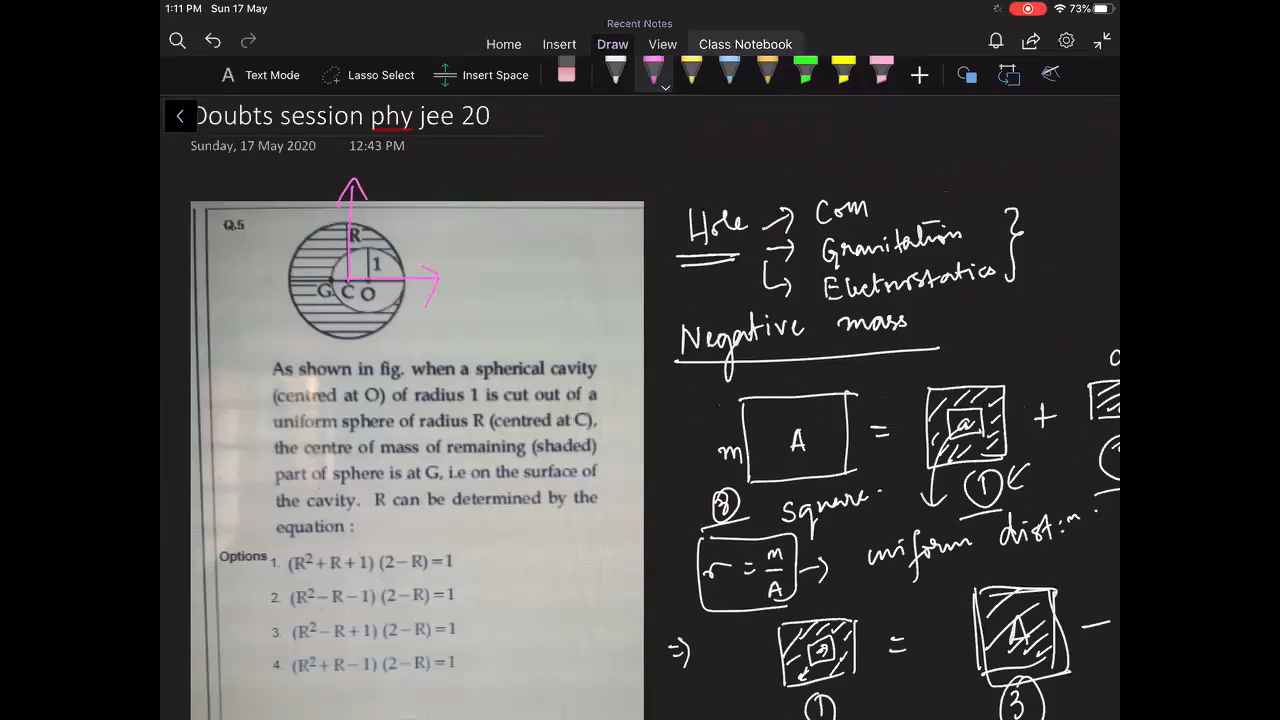 1:11 PM Sun 17 May
73%
Recent Notes
Home Insert Draw View Class Notebook
A Text Mode Lasso Select Insert Space
Doubts session phy jee 20
Sunday, 17 May 2020 12:43 PM
Q.5
R
1
G C O
As shown in fig. when a spherical cavity
(centred at O) of radius 1 is cut out of a
uniform sphere of radius R (centred at C),
the centre of mass of remaining (shaded)
part of sphere is at G, i.e on the surface of
the cavity. R can be determined by the
equation :
Options 1. (R²+R+1) (2−R)=1
2. (R²−R−1) (2−R)=1
3. (R²−R+1) (2−R)=1
4. (R²+R−1) (2−R)=1
Hole → Com
→ Gravitation
↳ Electrostatics
Negative mass
m A = a +
③ square. ①
σ = m/A → uniform distn.
⇒ a = A −
① ③